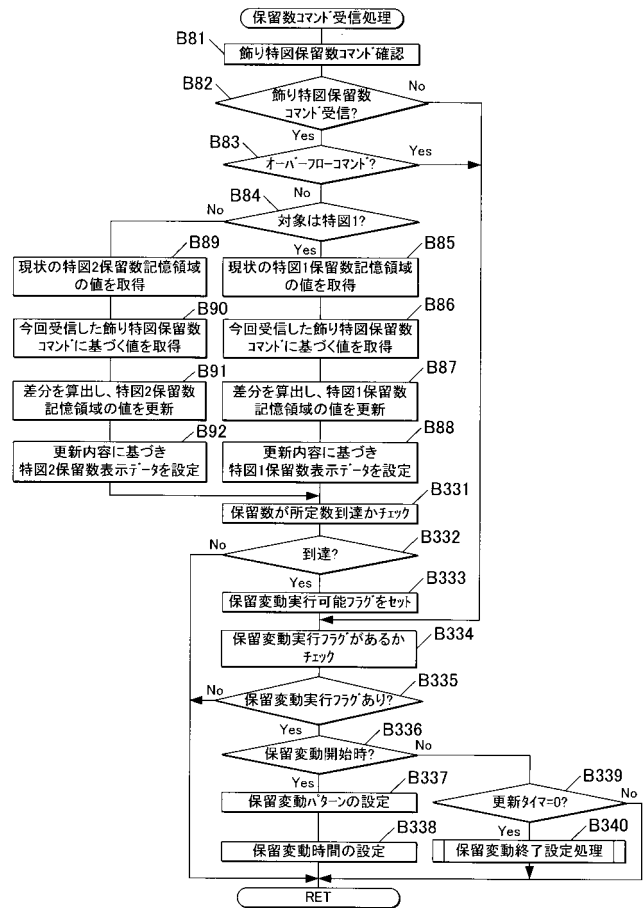 保留数コマンド受信処理
B81
飾り特図保留数コマンド確認
B82
飾り特図保留数
コマンド受信?
No
Yes
B83
オーバーフローコマンド?
Yes
No
B84
対象は特図1?
No
Yes
B89
現状の特図2保留数記憶領域
の値を取得
B85
現状の特図1保留数記憶領域
の値を取得
B90
今回受信した飾り特図保留数
コマンドに基づく値を取得
B86
今回受信した飾り特図保留数
コマンドに基づく値を取得
B91
差分を算出し、特図2保留数
記憶領域の値を更新
B87
差分を算出し、特図1保留数
記憶領域の値を更新
B92
更新内容に基づき
特図2保留数表示データを設定
B88
更新内容に基づき
特図1保留数表示データを設定
B331
保留数が所定数到達かチェック
B332
到達?
No
Yes
B333
保留変動実行可能フラグをセット
B334
保留変動実行フラグがあるか
チェック
B335
保留変動実行フラグあり?
No
Yes
B336
保留変動開始時?
No
Yes
B337
保留変動パターンの設定
B339
更新タイマ=0?
No
Yes
B338
保留変動時間の設定
B340
保留変動終了設定処理
RET